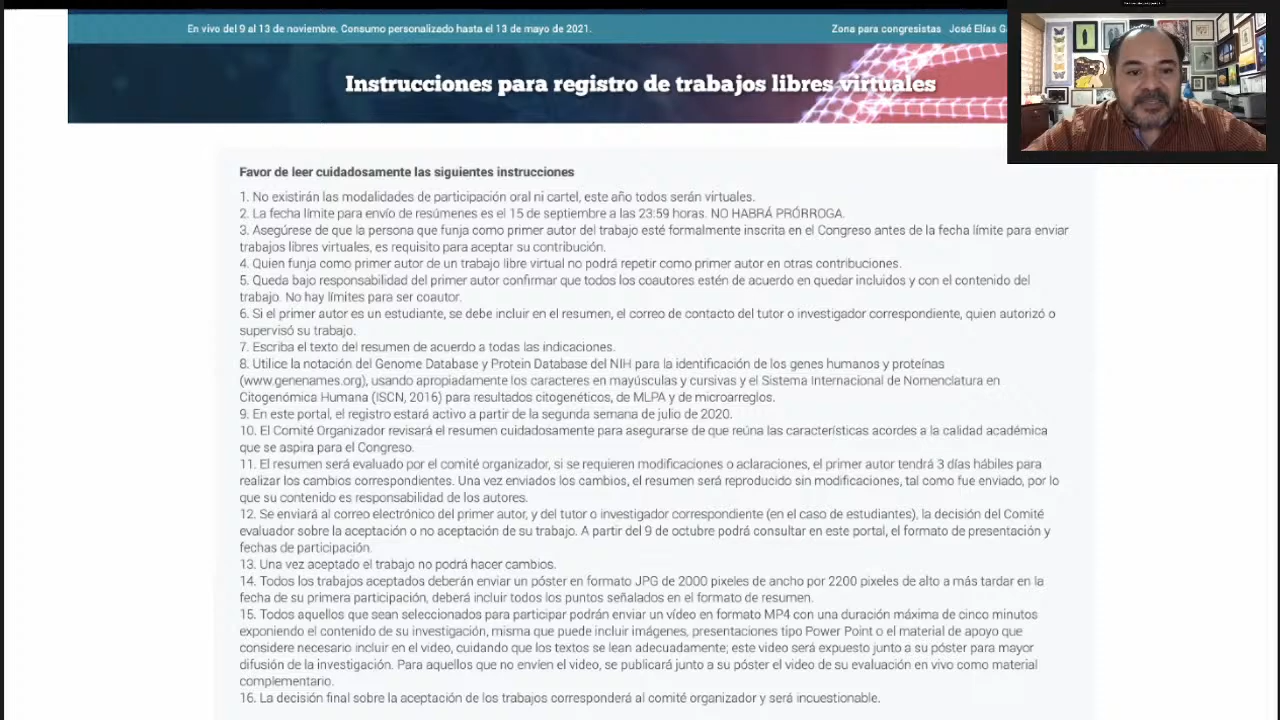 En vivo del 9 al 13 de noviembre. Consumo personalizado hasta el 13 de mayo de 2021.
Zona para congresistas José Elías
Instrucciones para registro de trabajos libres virtuales
Favor de leer cuidadosamente las siguientes instrucciones
1. No existirán las modalidades de participación oral ni cartel, este año todos serán virtuales.
2. La fecha límite para envío de resúmenes es el 15 de septiembre a las 23:59 horas. NO HABRÁ PRÓRROGA.
3. Asegúrese de que la persona que funja como primer autor del trabajo esté formalmente inscrita en el Congreso antes de la fecha límite para enviar
trabajos libres virtuales, es requisito para aceptar su contribución.
4. Quien funja como primer autor de un trabajo libre virtual no podrá repetir como primer autor en otras contribuciones.
5. Queda bajo responsabilidad del primer autor confirmar que todos los coautores estén de acuerdo en quedar incluidos y con el contenido del
trabajo. No hay límites para ser coautor.
6. Si el primer autor es un estudiante, se debe incluir en el resumen, el correo de contacto del tutor o investigador correspondiente, quien autorizó o
supervisó su trabajo.
7. Escriba el texto del resumen de acuerdo a todas las indicaciones.
8. Utilice la notación del Genome Database y Protein Database del NIH para la identificación de los genes humanos y proteínas
(www.genenames.org), usando apropiadamente los caracteres en mayúsculas y cursivas y el Sistema Internacional de Nomenclatura en
Citogenómica Humana (ISCN, 2016) para resultados citogenéticos, de MLPA y de microarreglos.
9. En este portal, el registro estará activo a partir de la segunda semana de julio de 2020.
10. El Comité Organizador revisará el resumen cuidadosamente para asegurarse de que reúna las características acordes a la calidad académica
que se aspira para el Congreso.
11. El resumen será evaluado por el comité organizador, si se requieren modificaciones o aclaraciones, el primer autor tendrá 3 días hábiles para
realizar los cambios correspondientes. Una vez enviados los cambios, el resumen será reproducido sin modificaciones, tal como fue enviado, por lo
que su contenido es responsabilidad de los autores.
12. Se enviará al correo electrónico del primer autor, y del tutor o investigador correspondiente (en el caso de estudiantes), la decisión del Comité
evaluador sobre la aceptación o no aceptación de su trabajo. A partir del 9 de octubre podrá consultar en este portal, el formato de presentación y
fechas de participación.
13. Una vez aceptado el trabajo no podrá hacer cambios.
14. Todos los trabajos aceptados deberán enviar un póster en formato JPG de 2000 pixeles de ancho por 2200 pixeles de alto a más tardar en la
fecha de su primera participación, deberá incluir todos los puntos señalados en el formato de resumen.
15. Todos aquellos que sean seleccionados para participar podrán enviar un vídeo en formato MP4 con una duración máxima de cinco minutos
exponiendo el contenido de su investigación, misma que puede incluir imágenes, presentaciones tipo Power Point o el material de apoyo que
considere necesario incluir en el video, cuidando que los textos se lean adecuadamente; este video será expuesto junto a su póster para mayor
difusión de la investigación. Para aquellos que no envíen el video, se publicará junto a su póster el video de su evaluación en vivo como material
complementario.
16. La decisión final sobre la aceptación de los trabajos corresponderá al comité organizador y será incuestionable.